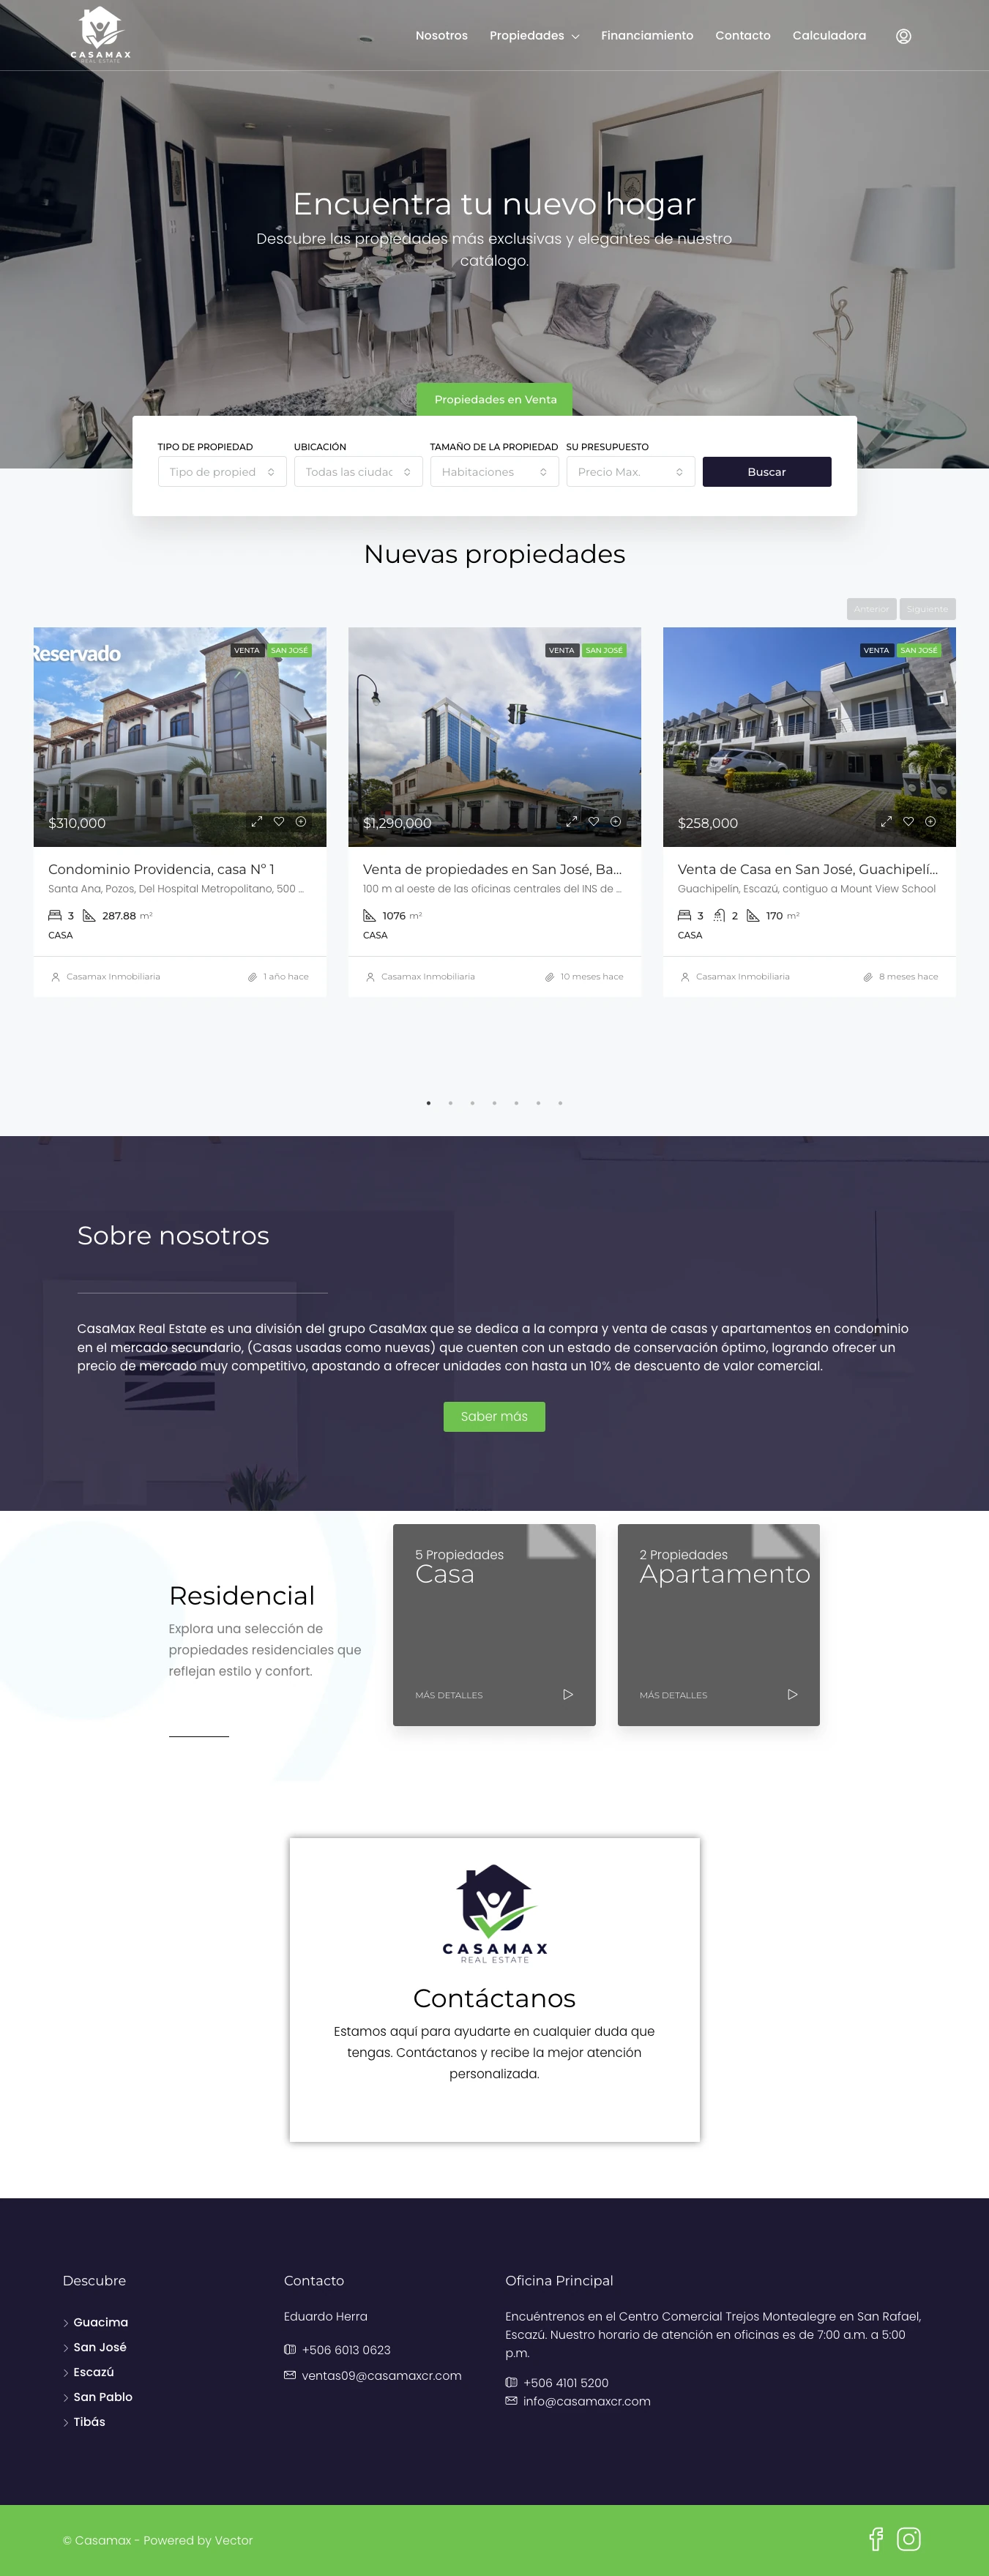 CASAMAX
REAL ESTATE
Nosotros
Propiedades
Financiamiento
Contacto
Calculadora
Encuentra tu nuevo hogar
Descubre las propiedades más exclusivas y elegantes de nuestro
catálogo.
Propiedades en Venta
TIPO DE PROPIEDAD
UBICACIÓN
TAMAÑO DE LA PROPIEDAD
SU PRESUPUESTO
Tipo de propied
Todas las ciudac
Habitaciones
Precio Max.
Buscar
Nuevas propiedades
Anterior
Siguiente
Reservado
VENTA
SAN JOSÉ
$310,000
Condominio Providencia, casa N° 1
Santa Ana, Pozos, Del Hospital Metropolitano, 500 ...
3 287.88 m²
CASA
Casamax Inmobiliaria
1 año hace
VENTA
SAN JOSÉ
$1,290,000
Venta de propiedades en San José, Ba...
100 m al oeste de las oficinas centrales del INS de ...
1076 m²
CASA
Casamax Inmobiliaria
10 meses hace
VENTA
SAN JOSÉ
$258,000
Venta de Casa en San José, Guachipelí...
Guachipelín, Escazú, contiguo a Mount View School
3 2 170 m²
CASA
Casamax Inmobiliaria
8 meses hace
Sobre nosotros
CasaMax Real Estate es una división del grupo CasaMax que se dedica a la compra y venta de casas y apartamentos en condominio
en el mercado secundario, (Casas usadas como nuevas) que cuenten con un estado de conservación óptimo, logrando ofrecer un
precio de mercado muy competitivo, apostando a ofrecer unidades con hasta un 10% de descuento de valor comercial.
Saber más
Residencial
Explora una selección de
propiedades residenciales que
reflejan estilo y confort.
5 Propiedades
Casa
MÁS DETALLES
2 Propiedades
Apartamento
MÁS DETALLES
CASAMAX
REAL ESTATE
Contáctanos
Estamos aquí para ayudarte en cualquier duda que
tengas. Contáctanos y recibe la mejor atención
personalizada.
Descubre
Guacima
San José
Escazú
San Pablo
Tibás
Contacto
Eduardo Herra
+506 6013 0623
ventas09@casamaxcr.com
Oficina Principal
Encuéntrenos en el Centro Comercial Trejos Montealegre en San Rafael,
Escazú. Nuestro horario de atención en oficinas es de 7:00 a.m. a 5:00
p.m.
+506 4101 5200
info@casamaxcr.com
© Casamax - Powered by Vector